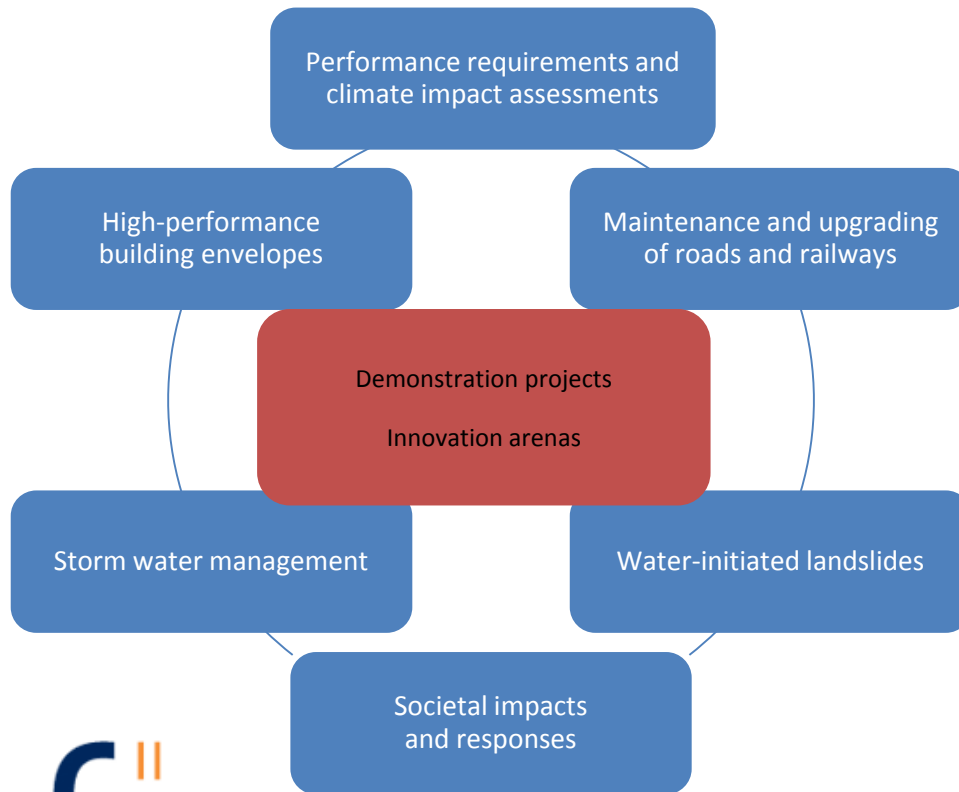 Performance requirements and
climate impact assessments
High-performance
building envelopes
Maintenance and upgrading
of roads and railways
Demonstration projects
Innovation arenas
Storm water management
Water-initiated landslides
Societal impacts
and responses